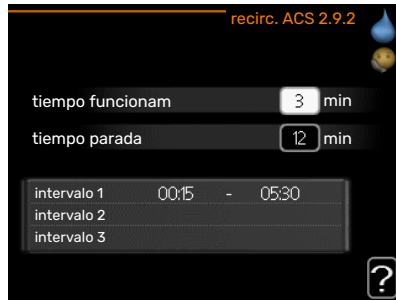 recirc. ACS 2.9.2
tiempo funcionam 3 min
tiempo parada 12 min
intervalo 1 00:15 - 05:30
intervalo 2
intervalo 3
?